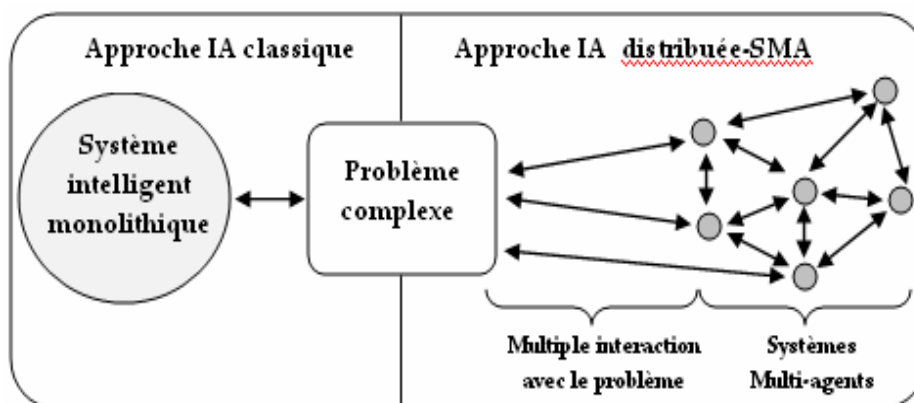 Approche IA classique
Approche IA distribuée-SMA
Système
intelligent
monolithique
Problème
complexe
Multiple interaction
avec le problème
Systèmes
Multi-agents